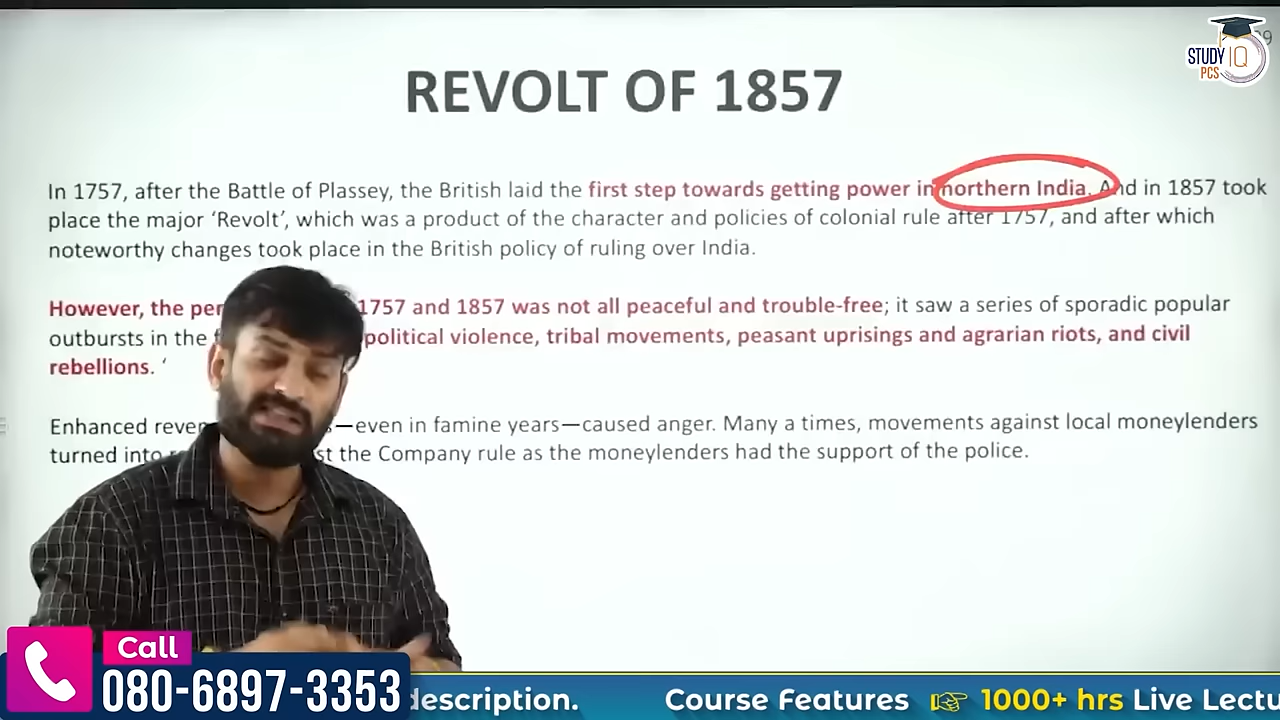 STUDY IQ
PCS
REVOLT OF 1857
In 1757, after the Battle of Plassey, the British laid the first step towards getting power in northern India. And in 1857 took
place the major ‘Revolt’, which was a product of the character and policies of colonial rule after 1757, and after which
noteworthy changes took place in the British policy of ruling over India.
However, the 1757 and 1857 was not all peaceful and trouble-free; it saw a series of sporadic popular
outbursts in the political violence, tribal movements, peasant uprisings and agrarian riots, and civil
rebellions. ‘
Enhanced —even in famine years—caused anger. Many a times, movements against local moneylenders
turned into the Company rule as the moneylenders had the support of the police.
Call
080-6897-3353
description.
Course Features 1000+ hrs Live